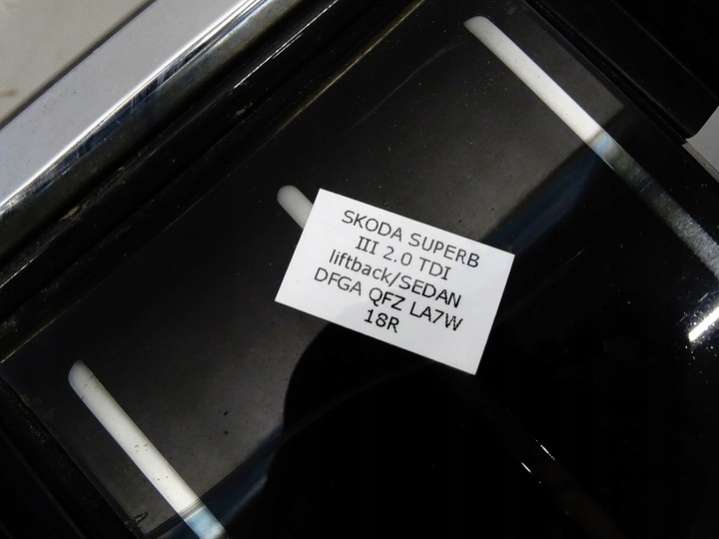 SKODA SUPERB
III 2.0 TDI
liftback/SEDAN
DFGA QFZ LA7W
18R